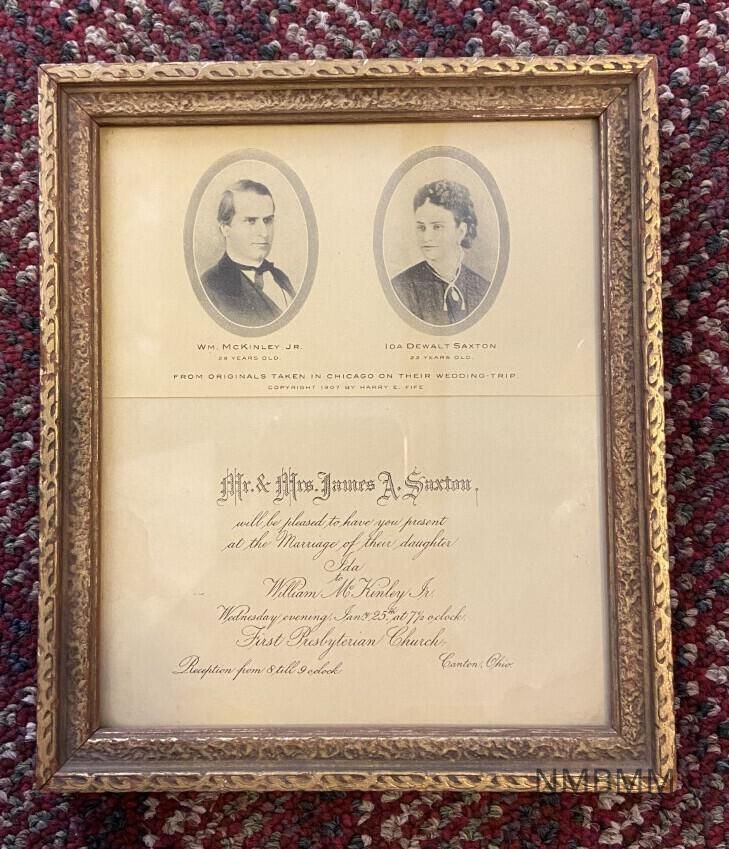 Wm. McKinley Jr.
28 years old.
Ida Dewalt Saxton
22 years old.
From originals taken in Chicago on their wedding-trip
Copyright 1907 by Harry E. Fife
Mr. & Mrs. James A. Saxton,
will be pleased to have you present
at the Marriage of their daughter
Ida
to
William McKinley Jr.
Wednesday evening, Jany. 25th at 7½ o'clock.
First Presbyterian Church,
Reception from 8 till 9 o'clock
Canton, Ohio.
NMBMM